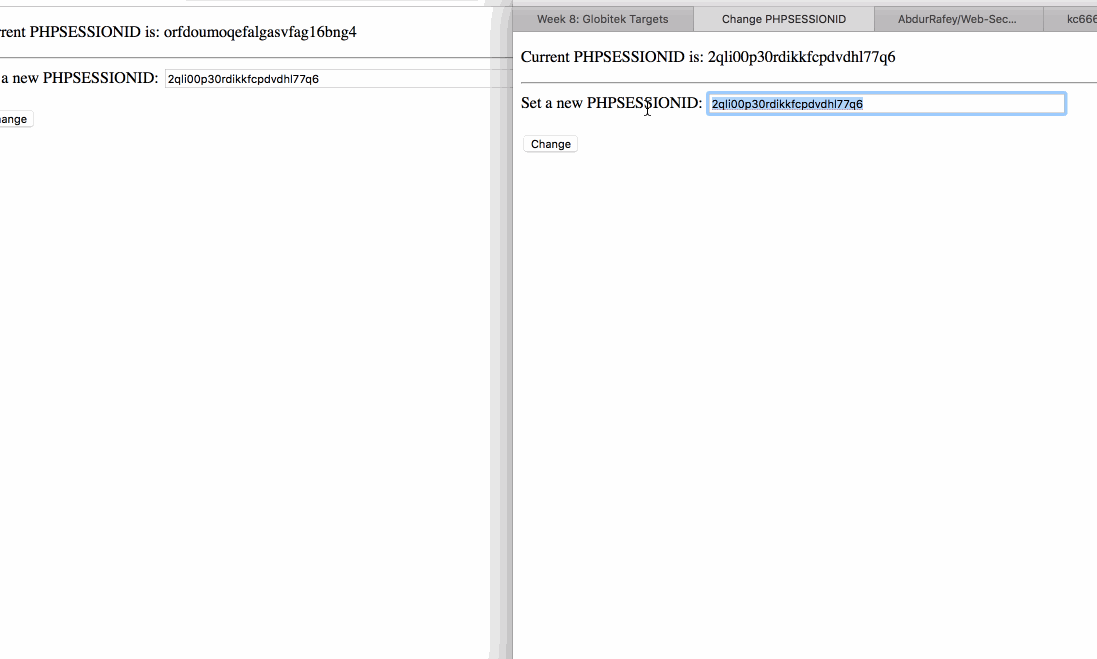 rrent PHPSESSIONID is: orfdoumoqefalgasvfag16bng4
a new PHPSESSIONID: 2qli00p30rdikkfcpdvdhl77q6
ange
Week 8: Globitek Targets Change PHPSESSIONID AbdurRafey/Web-Sec... kc666
Current PHPSESSIONID is: 2qli00p30rdikkfcpdvdhl77q6
Set a new PHPSESSIONID: 2qli00p30rdikkfcpdvdhl77q6
Change